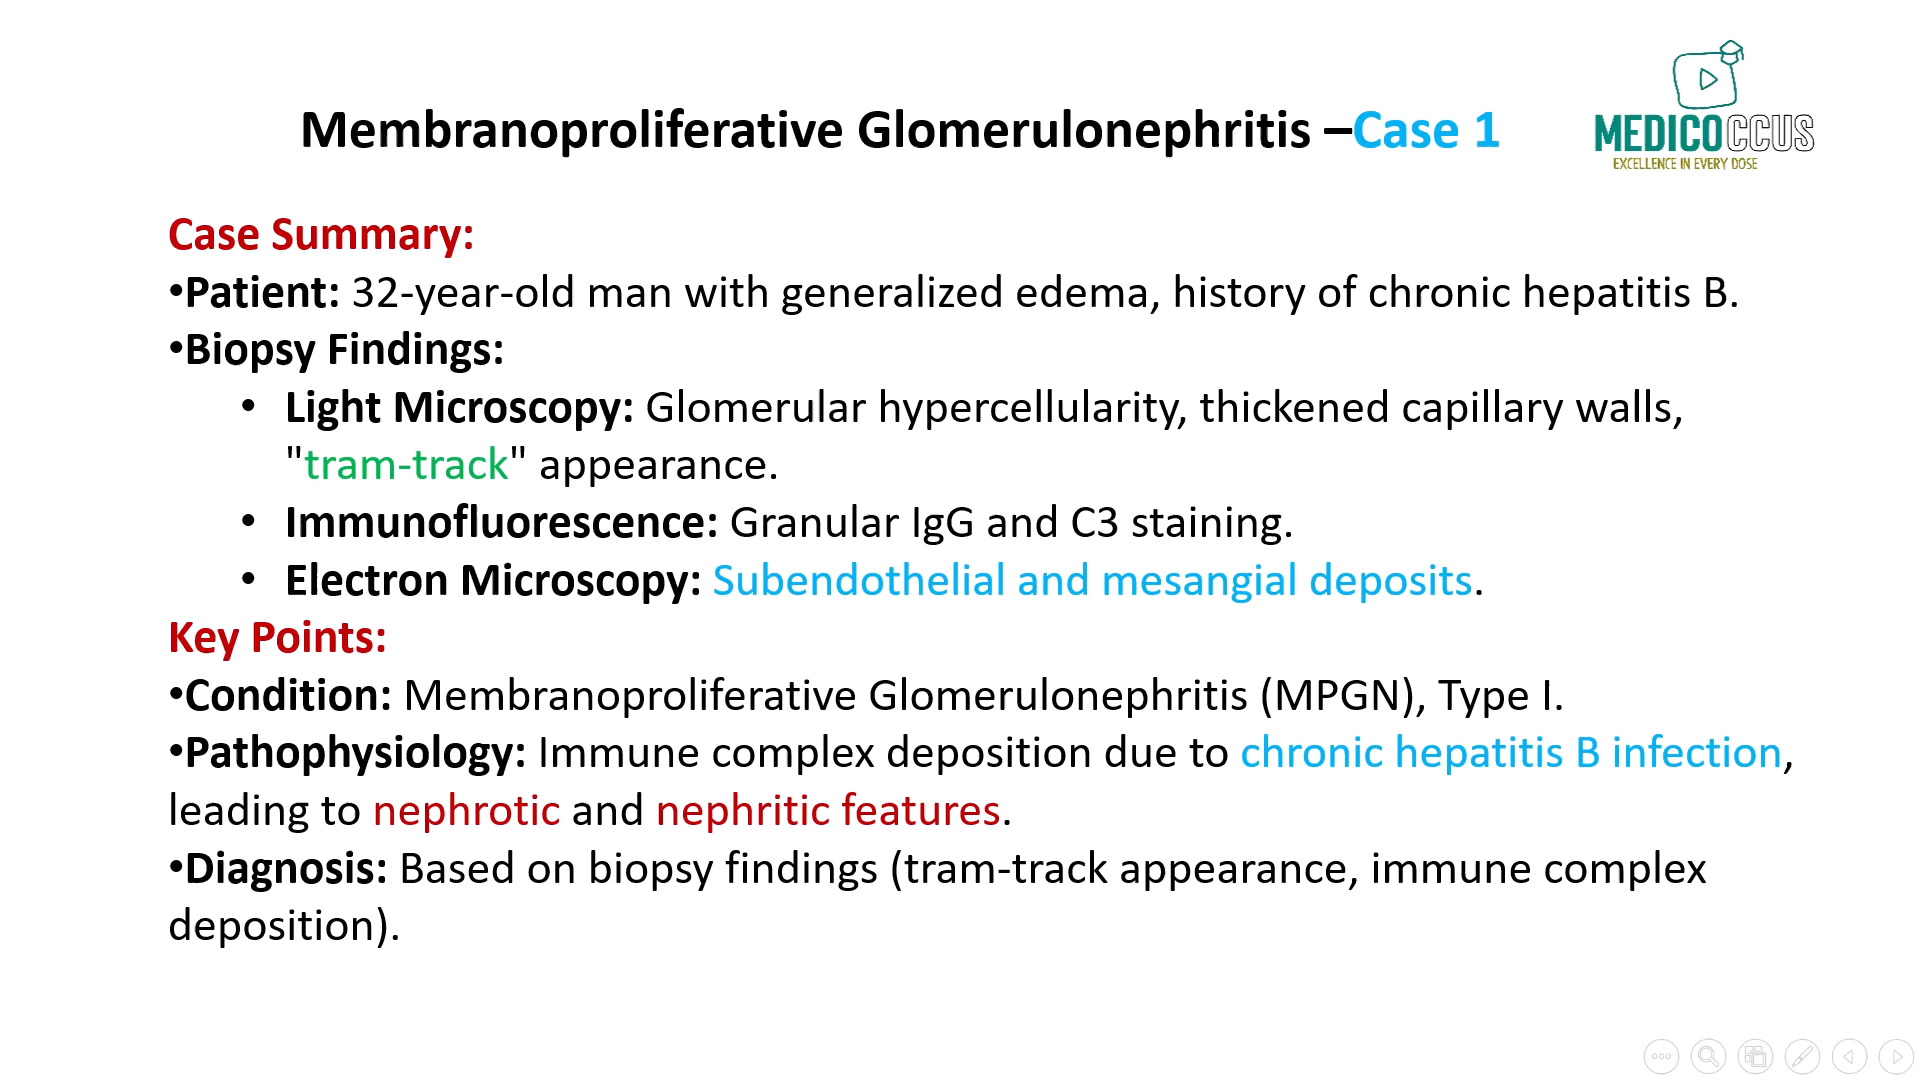 Membranoproliferative Glomerulonephritis –Case 1
MEDICOCCUS
EXCELLENCE IN EVERY DOSE
Case Summary:
•Patient: 32-year-old man with generalized edema, history of chronic hepatitis B.
•Biopsy Findings:
• Light Microscopy: Glomerular hypercellularity, thickened capillary walls,
"tram-track" appearance.
• Immunofluorescence: Granular IgG and C3 staining.
• Electron Microscopy: Subendothelial and mesangial deposits.
Key Points:
•Condition: Membranoproliferative Glomerulonephritis (MPGN), Type I.
•Pathophysiology: Immune complex deposition due to chronic hepatitis B infection,
leading to nephrotic and nephritic features.
•Diagnosis: Based on biopsy findings (tram-track appearance, immune complex
deposition).